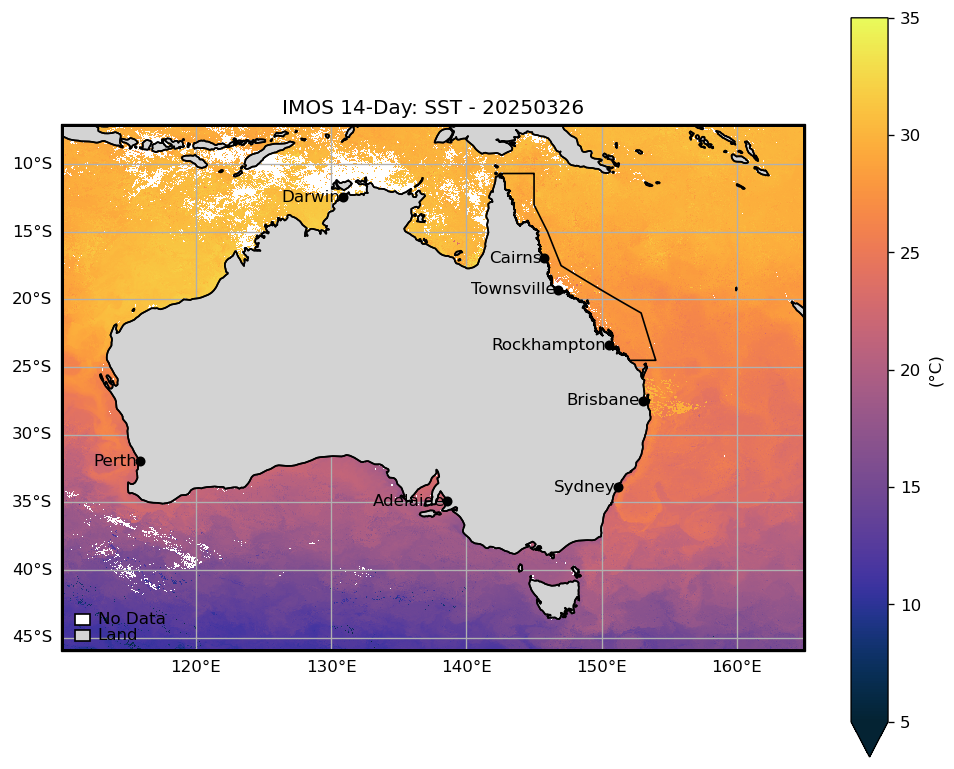 IMOS 14-Day: SST - 20250326
35
30
25
20
15
10
5
(°C)
10°S
15°S
20°S
25°S
30°S
35°S
40°S
45°S
Darwin
Cairns
Townsville
Rockhampton
Brisbane
Perth
Sydney
Adelaide
No Data
Land
120°E 130°E 140°E 150°E 160°E